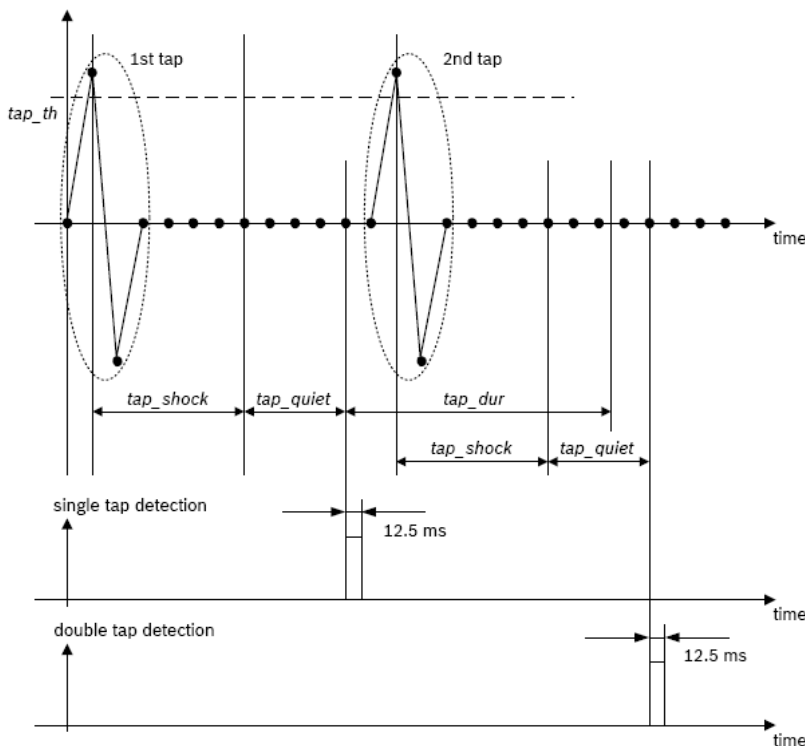 1st tap
2nd tap
tap_th
time
tap_shock
tap_quiet
tap_dur
tap_shock
tap_quiet
single tap detection
12.5 ms
time
double tap detection
12.5 ms
time